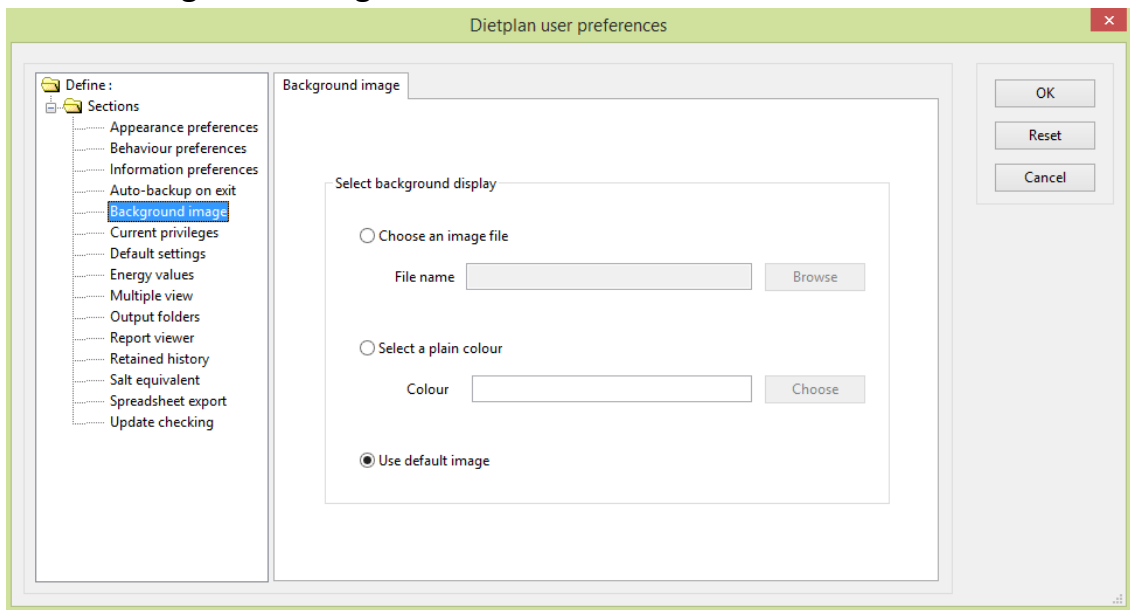 Dietplan user preferences
Define :
Sections
Appearance preferences
Behaviour preferences
Information preferences
Auto-backup on exit
Background image
Current privileges
Default settings
Energy values
Multiple view
Output folders
Report viewer
Retained history
Salt equivalent
Spreadsheet export
Update checking
Background image
Select background display
Choose an image file
File name
Browse
Select a plain colour
Colour
Choose
Use default image
OK
Reset
Cancel